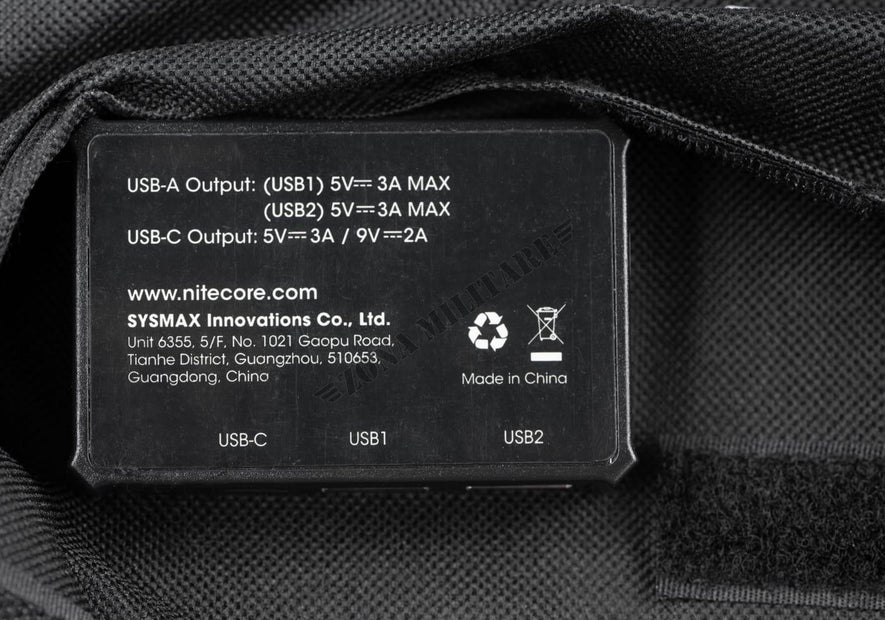 USB-A Output: (USB1) 5V⎓ 3A MAX
(USB2) 5V⎓3A MAX
USB-C Output: 5V⎓3A / 9V⎓2A
www.nitecore.com
SYSMAX Innovations Co., Ltd.
Unit 6355, 5/F, No. 1021 Gaopu Road,
Tianhe District, Guangzhou, 510653,
Guangdong, China
Made in China
ZONA MILITARE
USB-C USB1 USB2